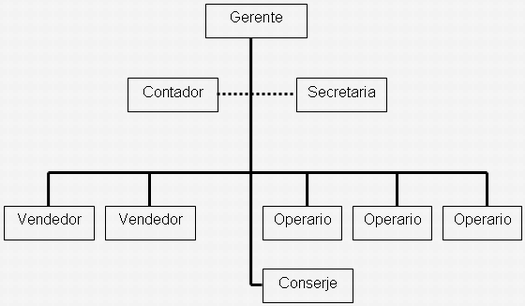 Gerente
Contador
Secretaria
Vendedor
Vendedor
Operario
Operario
Operario
Conserje